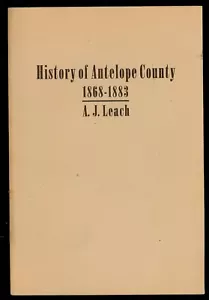 History of Antelope County
1868-1883
A. J. Leach